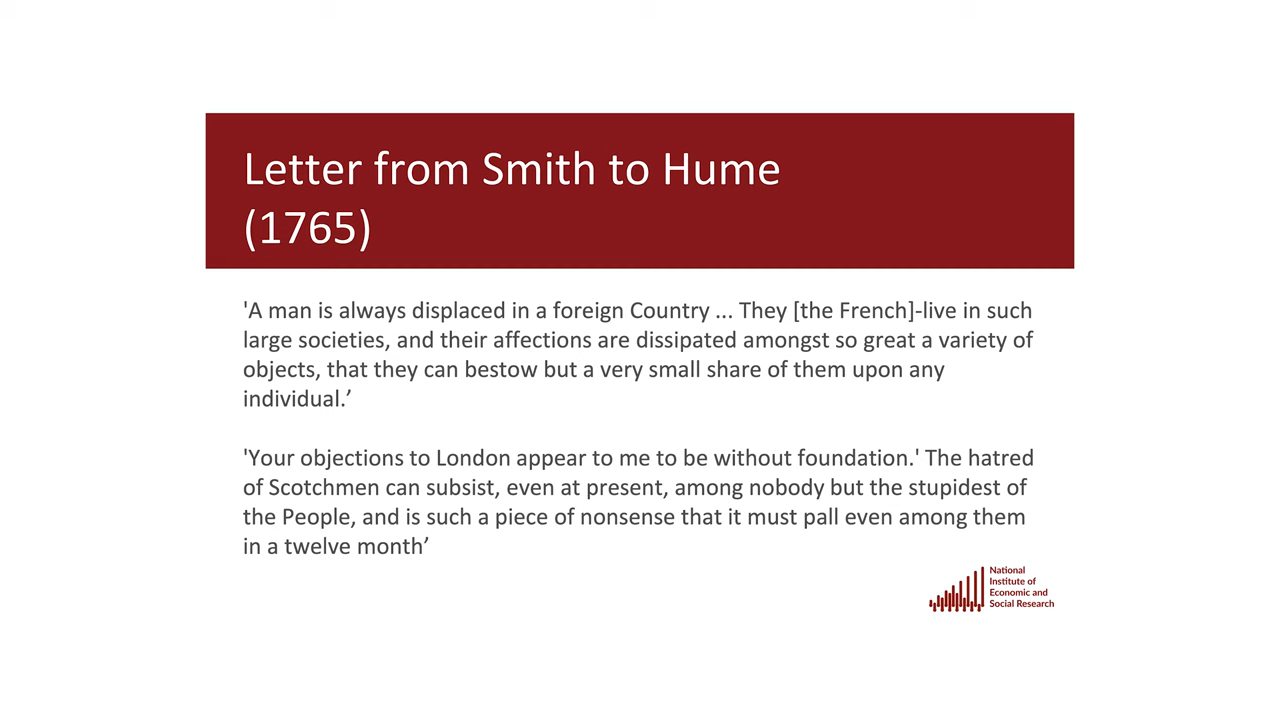 Letter from Smith to Hume
(1765)
'A man is always displaced in a foreign Country ... They [the French]-live in such
large societies, and their affections are dissipated amongst so great a variety of
objects, that they can bestow but a very small share of them upon any
individual.’
'Your objections to London appear to me to be without foundation.' The hatred
of Scotchmen can subsist, even at present, among nobody but the stupidest of
the People, and is such a piece of nonsense that it must pall even among them
in a twelve month’
National
Institute of
Economic and
Social Research